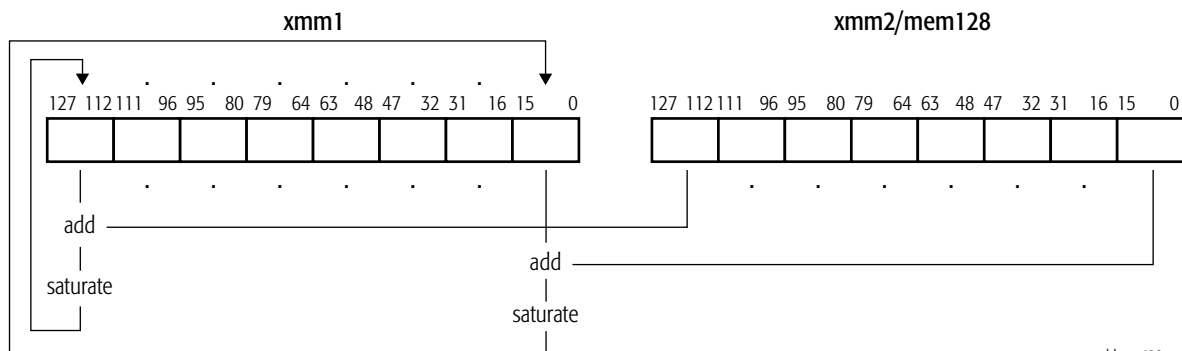 xmm1 xmm2/mem128
127 112 111 96 95 80 79 64 63 48 47 32 31 16 15 0 127 112 111 96 95 80 79 64 63 48 47 32 31 16 15 0
add
add
saturate
saturate